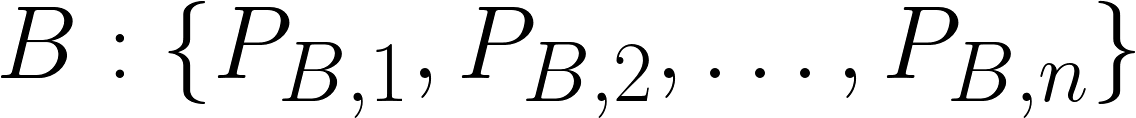 B : {P_{B,1}, P_{B,2}, . . . , P_{B,n}}